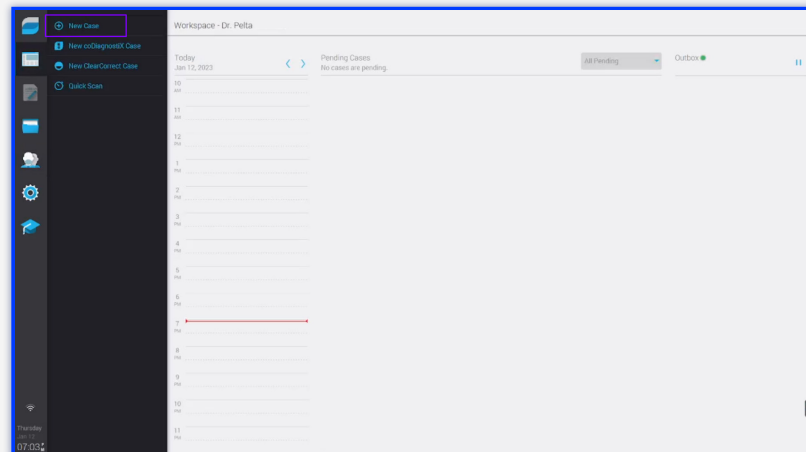 New Case
New coDiagnostiX Case
New ClearCorrect Case
Quick Scan
Thursday
Jan 12
07:03
Workspace - Dr. Pelta
Today
Jan 12, 2023
10
AM
11
AM
12
PM
1
PM
2
PM
3
PM
4
PM
5
PM
6
PM
7
PM
8
PM
9
PM
10
PM
11
PM
Pending Cases
No cases are pending.
All Pending
Outbox